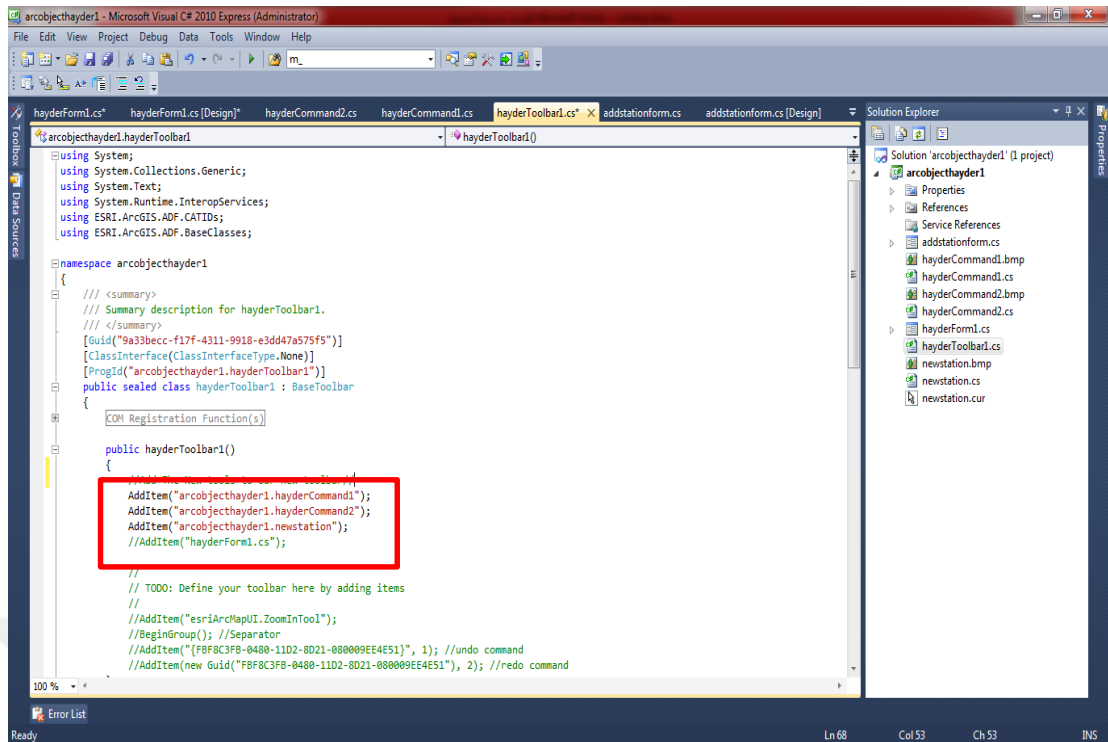 arcobjecthayder1 - Microsoft Visual C# 2010 Express (Administrator)
File Edit View Project Debug Data Tools Window Help
m_
hayderForm1.cs* hayderForm1.cs [Design]* hayderCommand2.cs hayderCommand1.cs hayderToolbar1.cs* addstationform.cs addstationform.cs [Design]
arcobjecthayder1.hayderToolbar1 hayderToolbar1()
Toolbox
Data Sources
using System;
using System.Collections.Generic;
using System.Text;
using System.Runtime.InteropServices;
using ESRI.ArcGIS.ADF.CATIDs;
using ESRI.ArcGIS.ADF.BaseClasses;
namespace arcobjecthayder1
{
/// <summary>
/// Summary description for hayderToolbar1.
/// </summary>
[Guid("9a33becc-f17f-4311-9918-e3dd47a575f5")]
[ClassInterface(ClassInterfaceType.None)]
[ProgId("arcobjecthayder1.hayderToolbar1")]
public sealed class hayderToolbar1 : BaseToolbar
{
COM Registration Function(s)
public hayderToolbar1()
{
//Add The New tools to our new toolbar//
AddItem("arcobjecthayder1.hayderCommand1");
AddItem("arcobjecthayder1.hayderCommand2");
AddItem("arcobjecthayder1.newstation");
//AddItem("hayderForm1.cs");
//
// TODO: Define your toolbar here by adding items
//
//AddItem("esriArcMapUI.ZoomInTool");
//BeginGroup(); //Separator
//AddItem("{FBF8C3FB-0480-11D2-8D21-080009EE4E51}", 1); //undo command
//AddItem(new Guid("FBF8C3FB-0480-11D2-8D21-080009EE4E51"), 2); //redo command
100 %
Solution Explorer
Solution 'arcobjecthayder1' (1 project)
arcobjecthayder1
Properties
References
Service References
addstationform.cs
hayderCommand1.bmp
hayderCommand1.cs
hayderCommand2.bmp
hayderCommand2.cs
hayderForm1.cs
hayderToolbar1.cs
newstation.bmp
newstation.cs
newstation.cur
Properties
Error List
Ready Ln 68 Col 53 Ch 53 INS